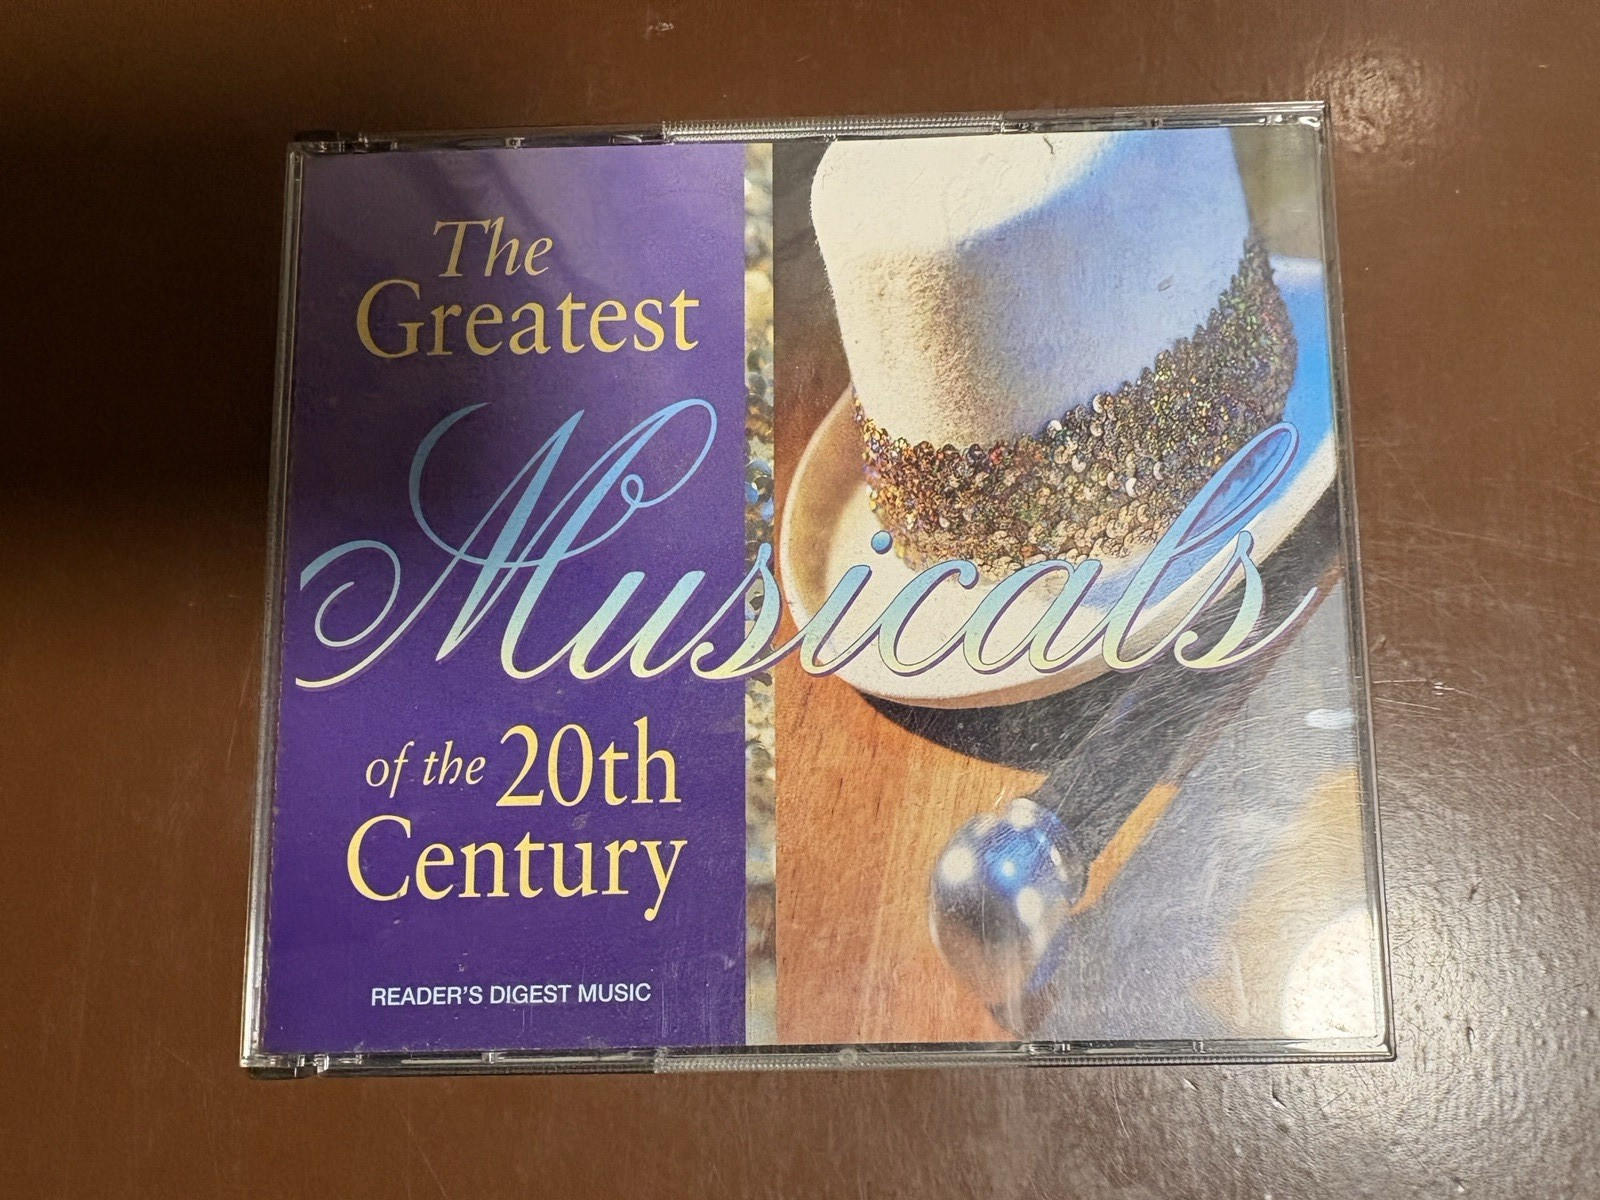 The
Greatest
Musicals
of the 20th
Century
READER'S DIGEST MUSIC